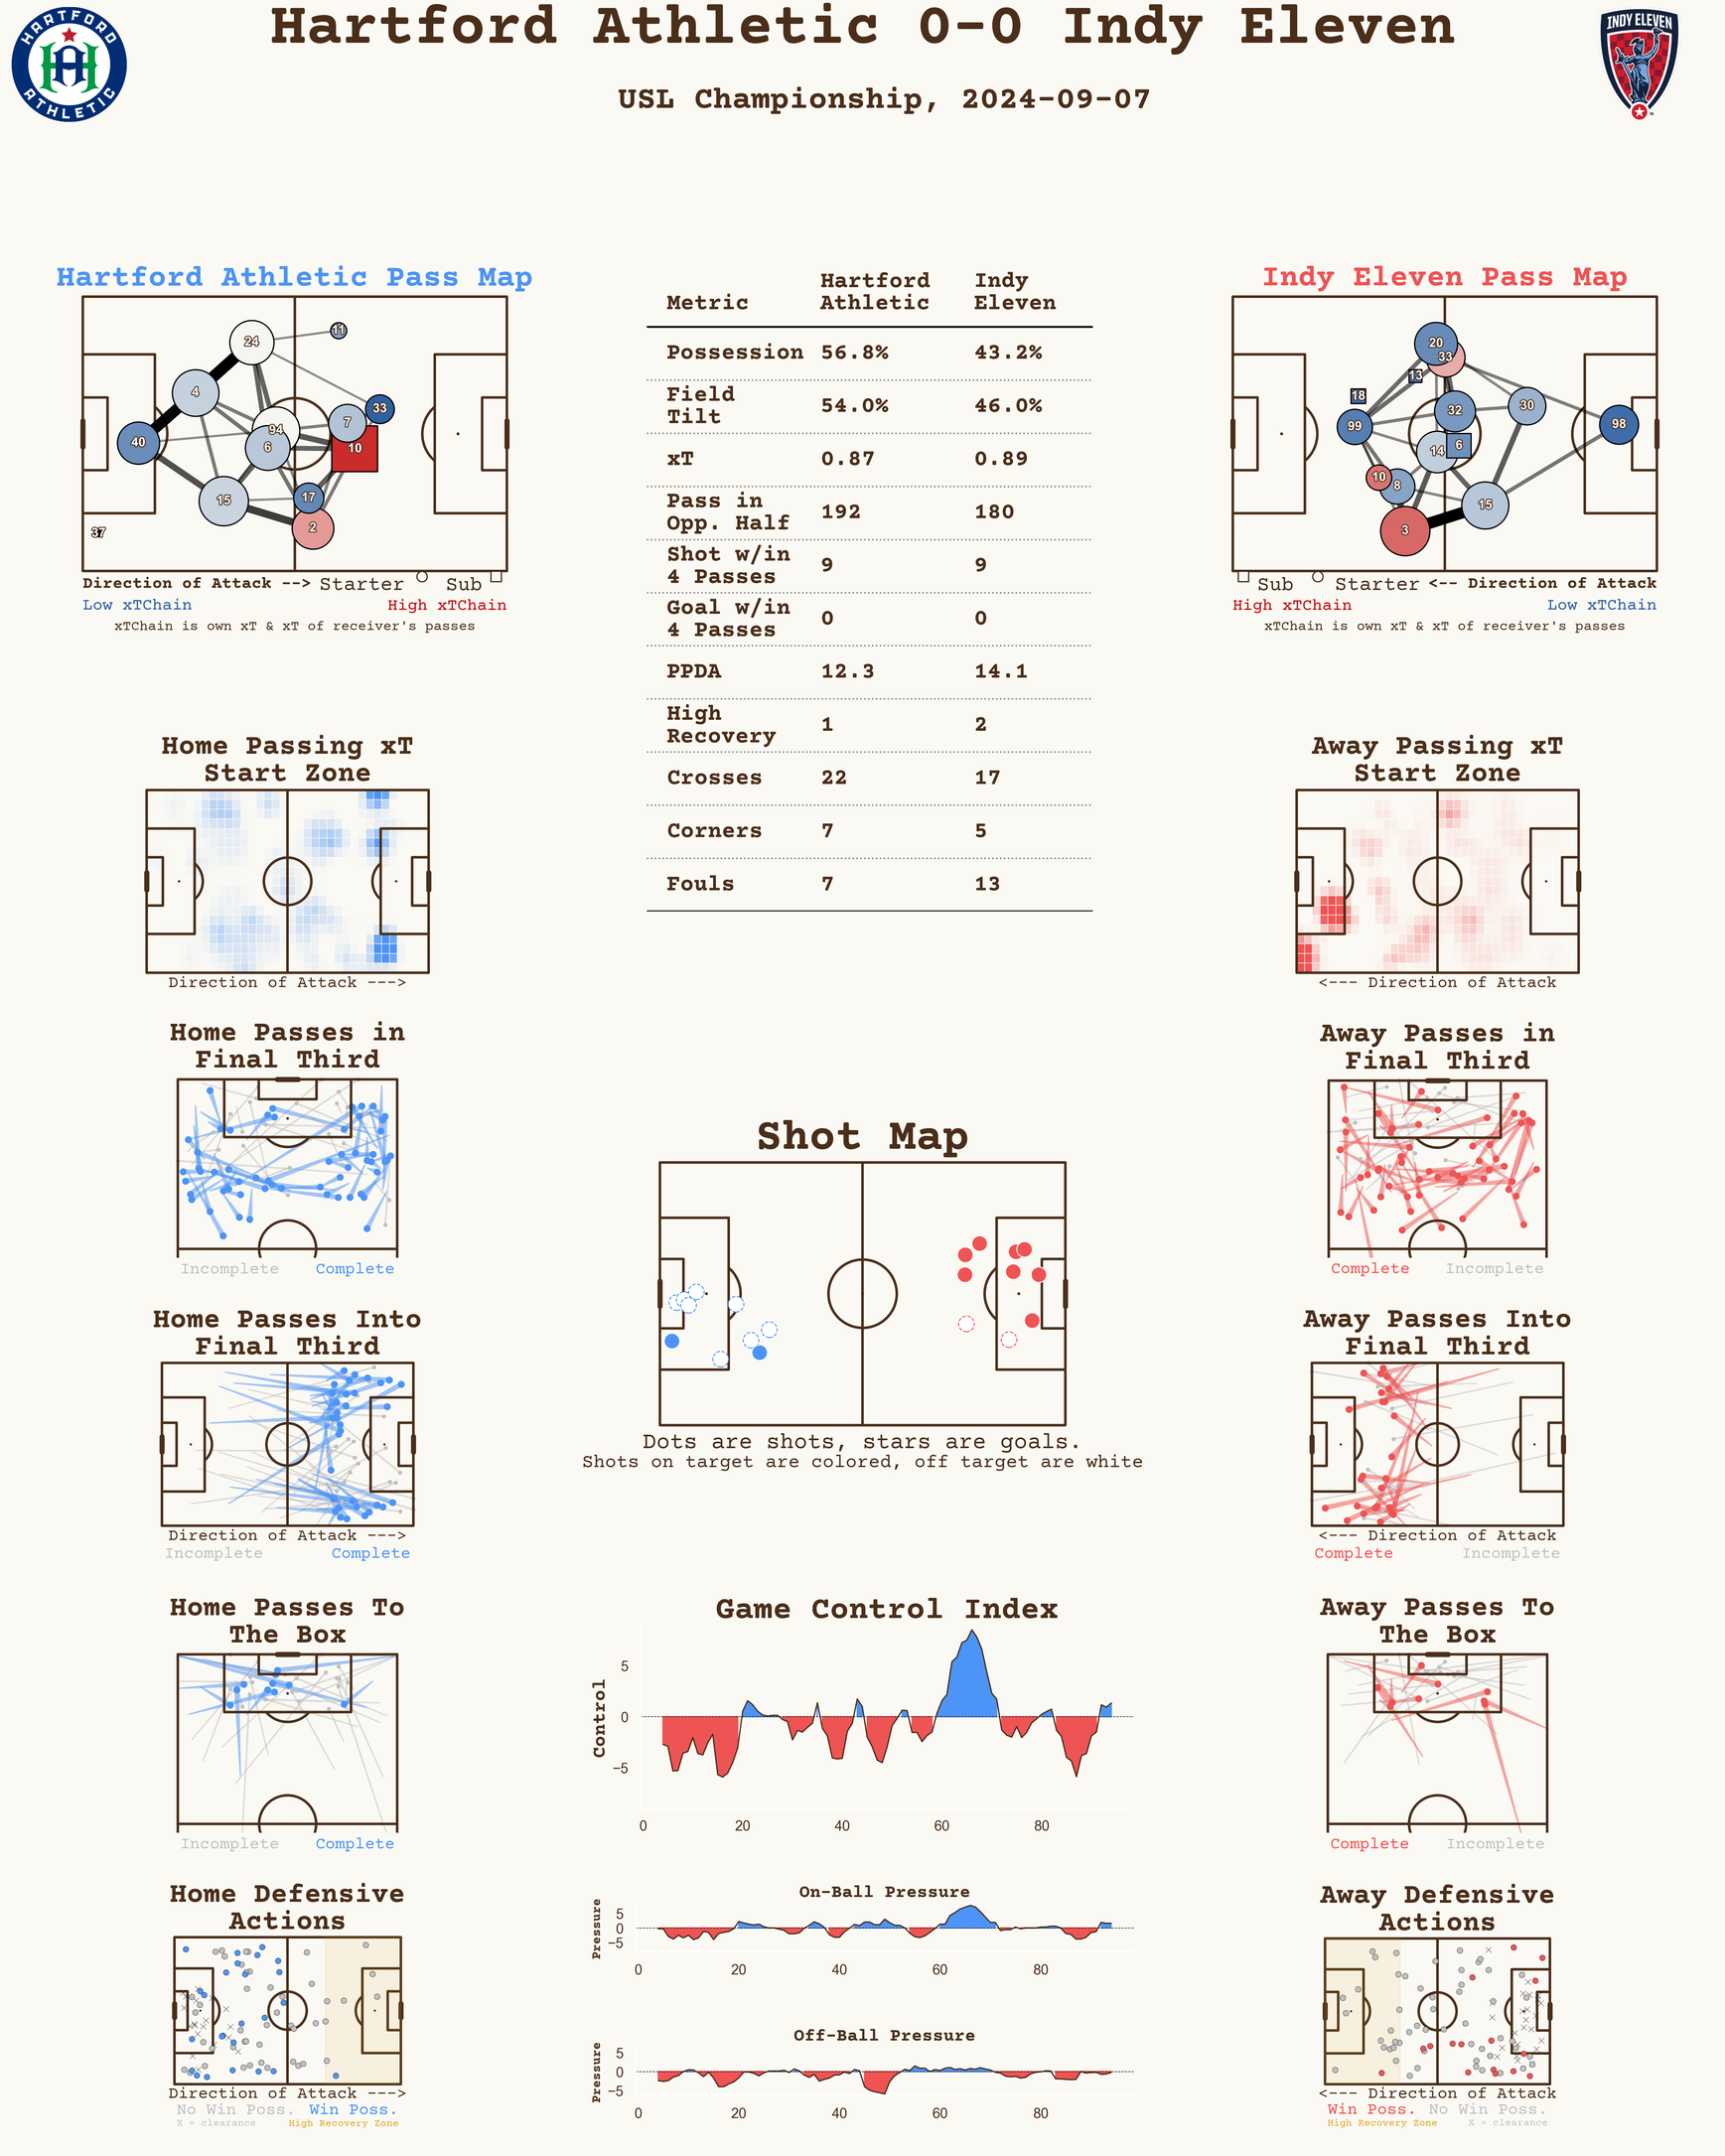 Hartford Athletic 0-0 Indy Eleven
USL Championship, 2024-09-07
HARTFORD
ATHLETIC
INDY ELEVEN
Hartford Athletic Pass Map
11
24
4
33
7
94
10
6
40
17
15
2
37
Direction of Attack --> Starter Sub
Low xTChain High xTChain
xTChain is own xT & xT of receiver's passes
Metric Hartford Athletic Indy Eleven
Possession 56.8% 43.2%
Field Tilt 54.0% 46.0%
xT 0.87 0.89
Pass in Opp. Half 192 180
Shot w/in 4 Passes 9 9
Goal w/in 4 Passes 0 0
PPDA 12.3 14.1
High Recovery 1 2
Crosses 22 17
Corners 7 5
Fouls 7 13
Indy Eleven Pass Map
20
33
13
18
32
30
99
98
6
14
10
8
15
3
Sub Starter <-- Direction of Attack
High xTChain Low xTChain
xTChain is own xT & xT of receiver's passes
Home Passing xT
Start Zone
Direction of Attack --->
Away Passing xT
Start Zone
<--- Direction of Attack
Home Passes in
Final Third
Incomplete Complete
Away Passes in
Final Third
Complete Incomplete
Shot Map
Dots are shots, stars are goals.
Shots on target are colored, off target are white
Home Passes Into
Final Third
Direction of Attack --->
Incomplete Complete
Away Passes Into
Final Third
<--- Direction of Attack
Complete Incomplete
Home Passes To
The Box
Incomplete Complete
Game Control Index
Control
5
0
−5
0 20 40 60 80
Away Passes To
The Box
Complete Incomplete
Home Defensive
Actions
Direction of Attack --->
No Win Poss. Win Poss.
X = clearance High Recovery Zone
On-Ball Pressure
Pressure
5
0
−5
0 20 40 60 80
Off-Ball Pressure
Pressure
5
0
−5
0 20 40 60 80
Away Defensive
Actions
<--- Direction of Attack
Win Poss. No Win Poss.
High Recovery Zone X = clearance